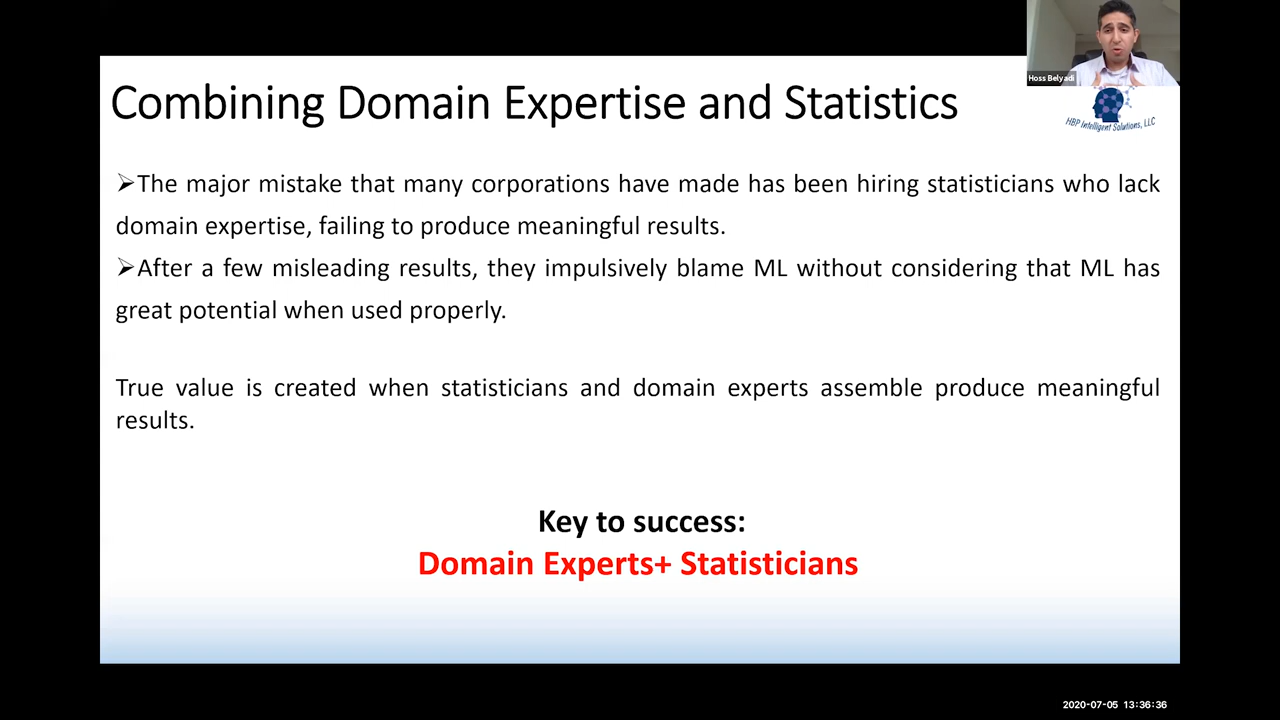 Hoss Belyadi
Combining Domain Expertise and Statistics
HBP Intelligent Solutions, LLC
➢The major mistake that many corporations have made has been hiring statisticians who lack
domain expertise, failing to produce meaningful results.
➢After a few misleading results, they impulsively blame ML without considering that ML has
great potential when used properly.
True value is created when statisticians and domain experts assemble produce meaningful
results.
Key to success:
Domain Experts+ Statisticians
2020-07-05 13:36:36